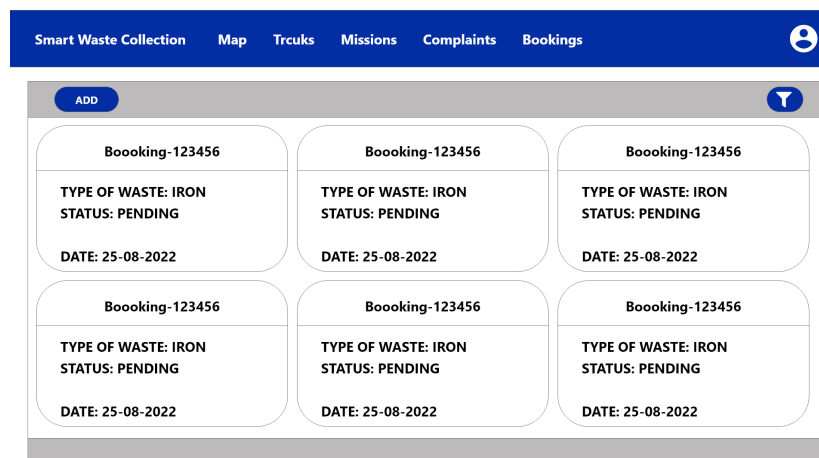 Smart Waste Collection Map Trcuks Missions Complaints Bookings
ADD
Boooking-123456 Boooking-123456 Boooking-123456
TYPE OF WASTE: IRON TYPE OF WASTE: IRON TYPE OF WASTE: IRON
STATUS: PENDING STATUS: PENDING STATUS: PENDING
DATE: 25-08-2022 DATE: 25-08-2022 DATE: 25-08-2022
Boooking-123456 Boooking-123456 Boooking-123456
TYPE OF WASTE: IRON TYPE OF WASTE: IRON TYPE OF WASTE: IRON
STATUS: PENDING STATUS: PENDING STATUS: PENDING
DATE: 25-08-2022 DATE: 25-08-2022 DATE: 25-08-2022